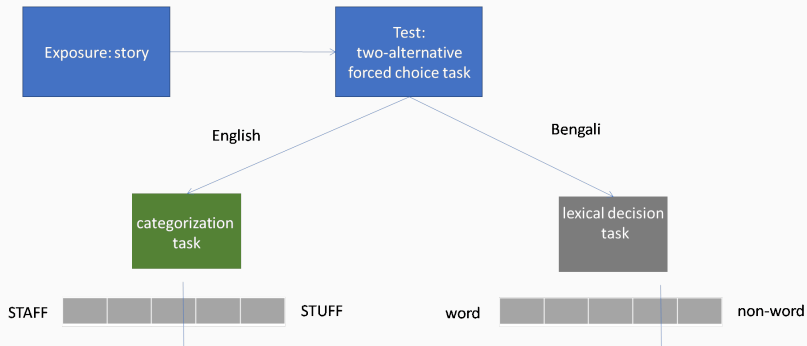 Exposure: story
Test:
two-alternative
forced choice task
English
Bengali
categorization
task
lexical decision
task
STAFF
STUFF
word
non-word